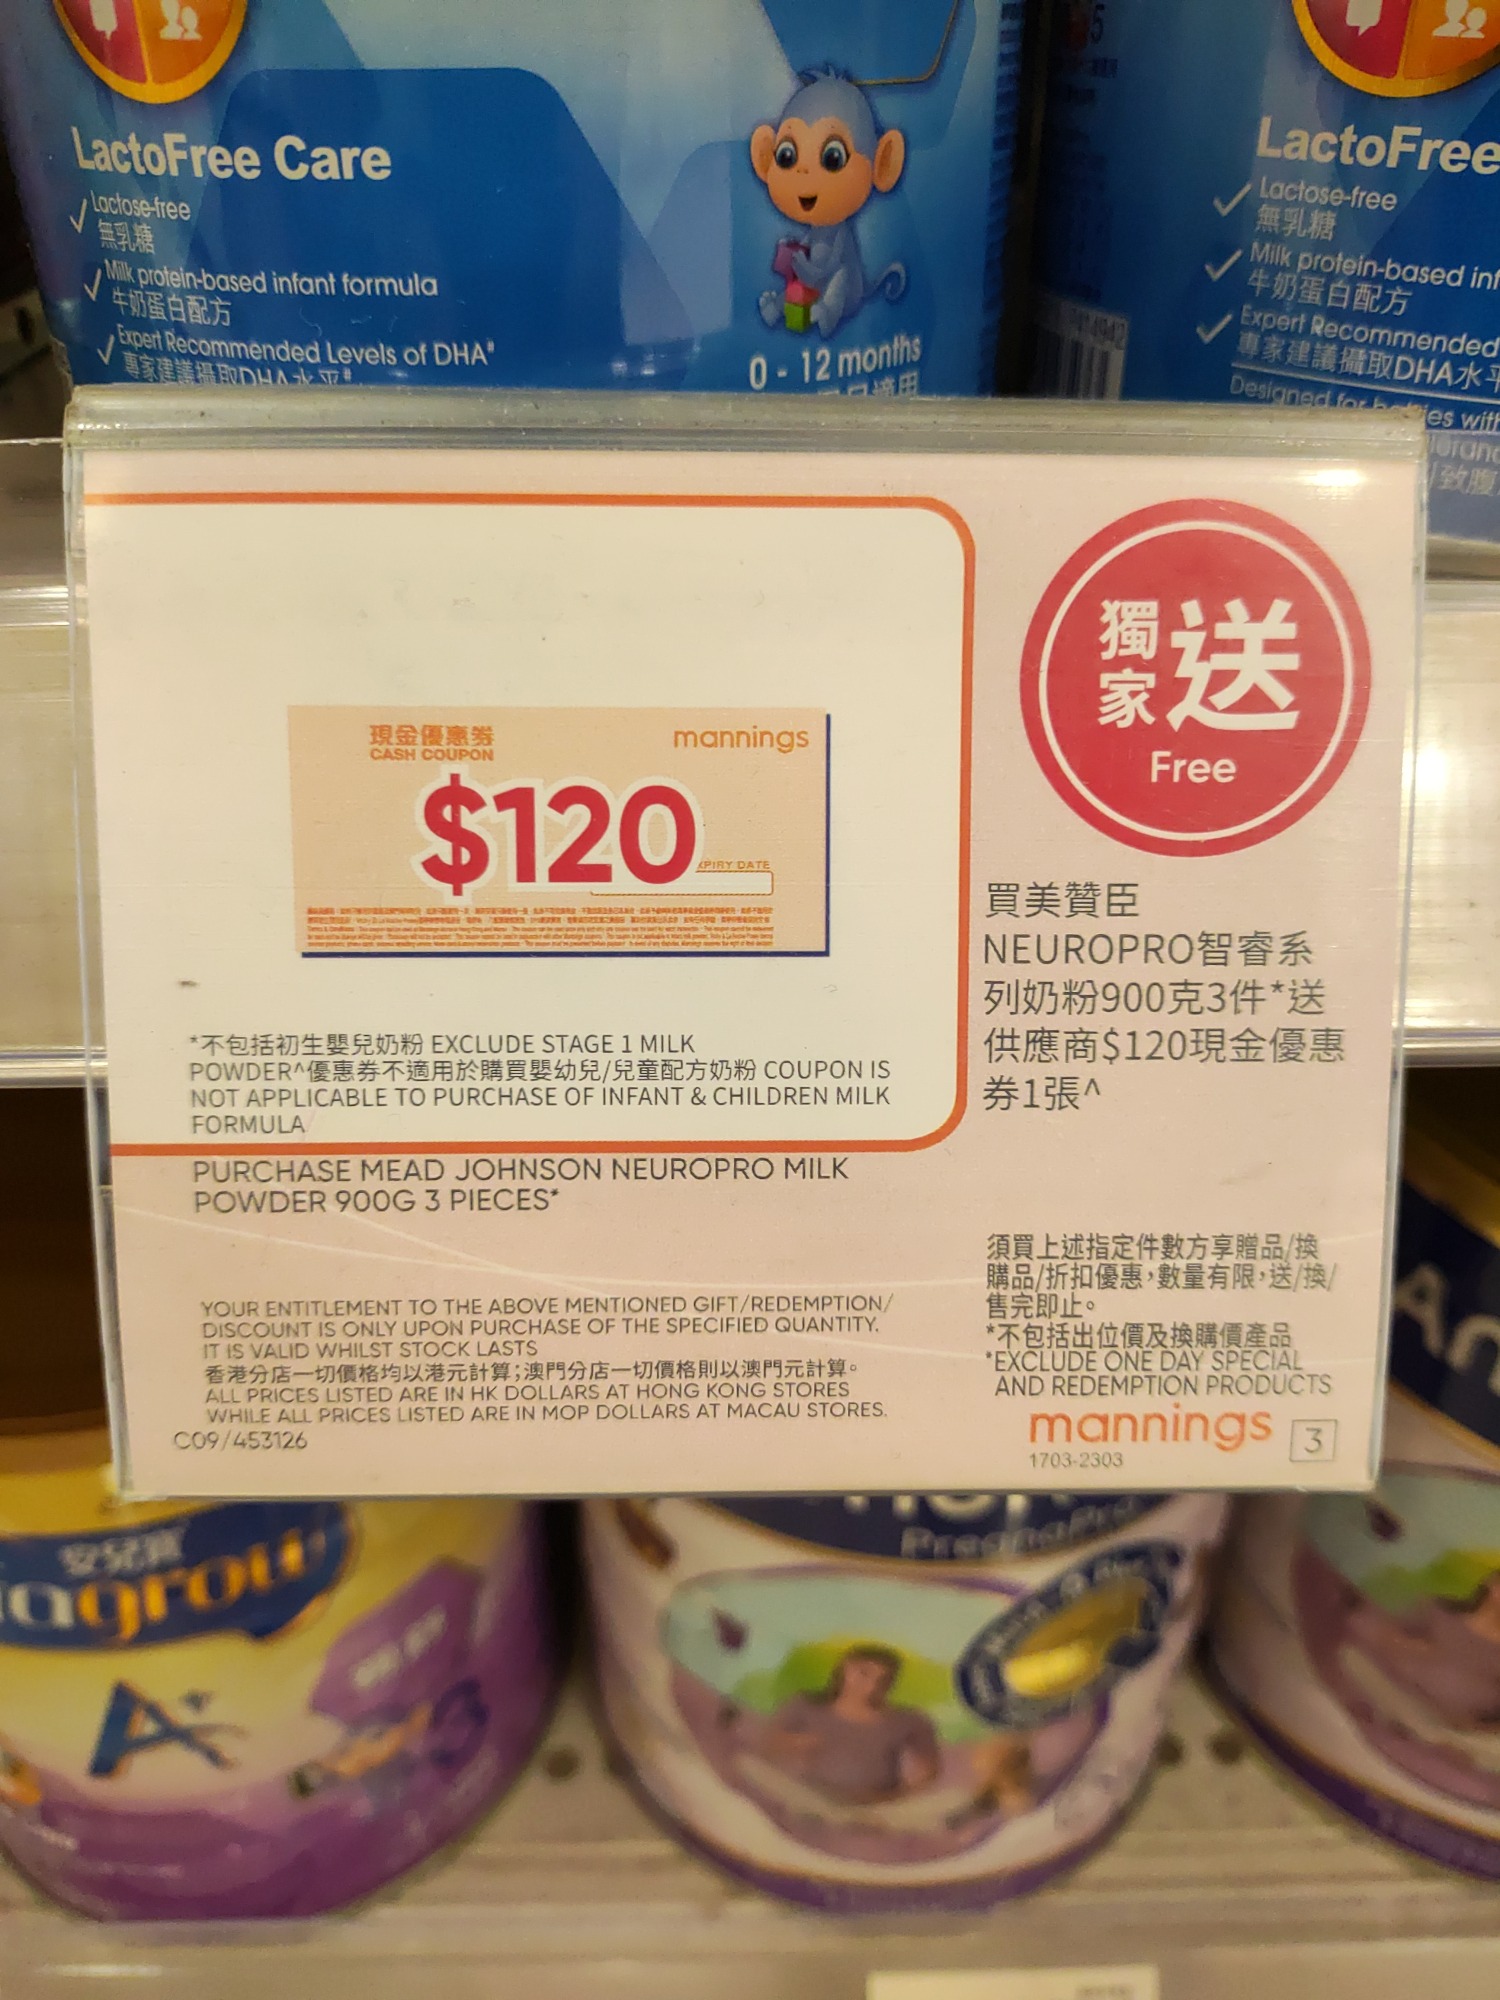 LactoFree Care
Lactose-free
無乳糖
Milk protein-based infant formula
牛奶蛋白配方
Expert Recommended Levels of DHA#
專家建議攝取DHA水平#
0 - 12 months
LactoFree
Lactose-free
無乳糖
Milk protein-based inf
牛奶蛋白配方
Expert Recommended
專家建議攝取DHA水平
現金優惠券
CASH COUPON
mannings
$120
PIRY DATE
獨家送
Free
*不包括初生嬰兒奶粉 EXCLUDE STAGE 1 MILK
POWDER^優惠券不適用於購買嬰幼兒/兒童配方奶粉 COUPON IS
NOT APPLICABLE TO PURCHASE OF INFANT & CHILDREN MILK
FORMULA
PURCHASE MEAD JOHNSON NEUROPRO MILK
POWDER 900G 3 PIECES*
買美贊臣
NEUROPRO智睿系
列奶粉900克3件*送
供應商$120現金優惠
券1張^
YOUR ENTITLEMENT TO THE ABOVE MENTIONED GIFT/REDEMPTION/
DISCOUNT IS ONLY UPON PURCHASE OF THE SPECIFIED QUANTITY.
IT IS VALID WHILST STOCK LASTS
香港分店一切價格均以港元計算;澳門分店一切價格則以澳門元計算。
ALL PRICES LISTED ARE IN HK DOLLARS AT HONG KONG STORES
WHILE ALL PRICES LISTED ARE IN MOP DOLLARS AT MACAU STORES.
C09/453126
須買上述指定件數方享贈品/換
購品/折扣優惠，數量有限，送/換/
售完即止。
*不包括出位價及換購價產品
*EXCLUDE ONE DAY SPECIAL
AND REDEMPTION PRODUCTS
mannings
3
1703-2303
agrow
A+